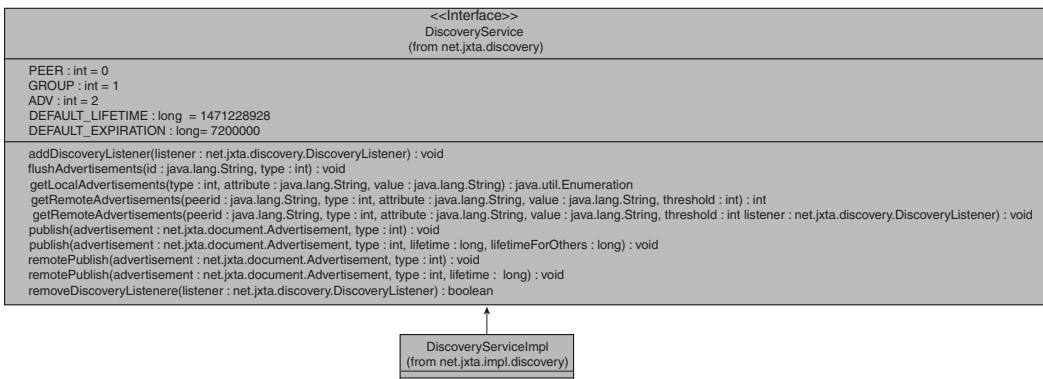 <<Interface>>
DiscoveryService
(from net.jxta.discovery)
PEER : int = 0
GROUP : int = 1
ADV : int = 2
DEFAULT_LIFETIME : long = 1471228928
DEFAULT_EXPIRATION : long= 7200000
addDiscoveryListener(listener : net.jxta.discovery.DiscoveryListener) : void
flushAdvertisements(id : java.lang.String, type : int) : void
getLocalAdvertisements(type : int, attribute : java.lang.String, value : java.lang.String) : java.util.Enumeration
getRemoteAdvertisements(peerid : java.lang.String, type : int, attribute : java.lang.String, value : java.lang.String, threshold : int) : int
getRemoteAdvertisements(peerid : java.lang.String, type : int, attribute : java.lang.String, value : java.lang.String, threshold : int listener : net.jxta.discovery.DiscoveryListener) : void
publish(advertisement : net.jxta.document.Advertisement, type : int) : void
publish(advertisement : net.jxta.document.Advertisement, type : int, lifetime : long, lifetimeForOthers : long) : void
remotePublish(advertisement : net.jxta.document.Advertisement, type : int) : void
remotePublish(advertisement : net.jxta.document.Advertisement, type : int, lifetime : long) : void
removeDiscoveryListenere(listener : net.jxta.discovery.DiscoveryListener) : boolean
DiscoveryServiceImpl
(from net.jxta.impl.discovery)